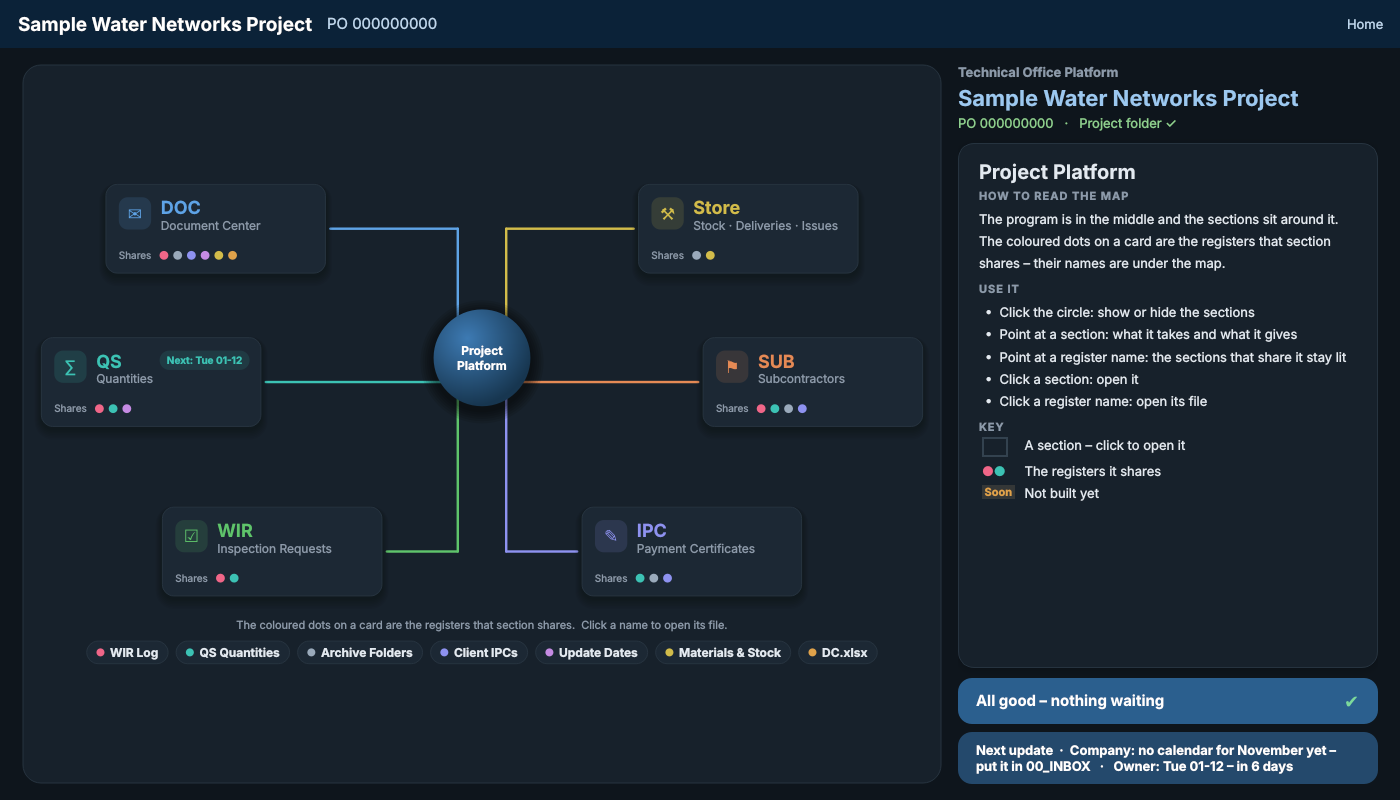 Sample Water Networks Project PO 000000000
Home
DOC
Document Center
Shares
Store
Stock · Deliveries · Issues
Shares
QS
Quantities
Next: Tue 01-12
Shares
Project
Platform
SUB
Subcontractors
Shares
WIR
Inspection Requests
Shares
IPC
Payment Certificates
Shares
The coloured dots on a card are the registers that section shares. Click a name to open its file.
WIR Log
QS Quantities
Archive Folders
Client IPCs
Update Dates
Materials & Stock
DC.xlsx
Technical Office Platform
Sample Water Networks Project
PO 000000000 · Project folder ✓
Project Platform
HOW TO READ THE MAP
The program is in the middle and the sections sit around it.
The coloured dots on a card are the registers that section
shares – their names are under the map.
USE IT
• Click the circle: show or hide the sections
• Point at a section: what it takes and what it gives
• Point at a register name: the sections that share it stay lit
• Click a section: open it
• Click a register name: open its file
KEY
A section – click to open it
The registers it shares
Soon Not built yet
All good – nothing waiting ✓
Next update · Company: no calendar for November yet –
put it in 00_INBOX · Owner: Tue 01-12 – in 6 days